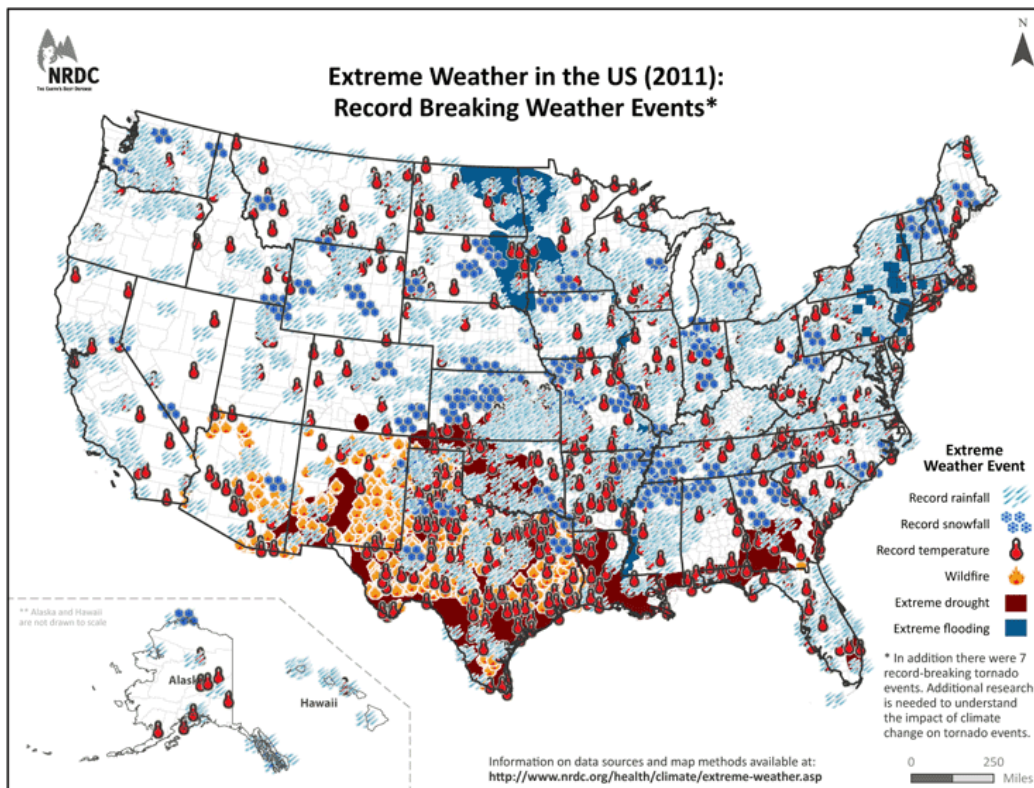 N
NRDC
THE EARTH'S BEST DEFENSE
Extreme Weather in the US (2011):
Record Breaking Weather Events*
Extreme
Weather Event
Record rainfall
Record snowfall
Record temperature
Wildfire
Extreme drought
Extreme flooding
* In addition there were 7
record-breaking tornado
events. Additional research
is needed to understand
the impact of climate
change on tornado events.
** Alaska and Hawaii
are not drawn to scale
Alaska
Hawaii
Information on data sources and map methods available at:
http://www.nrdc.org/health/climate/extreme-weather.asp
0 250
Miles